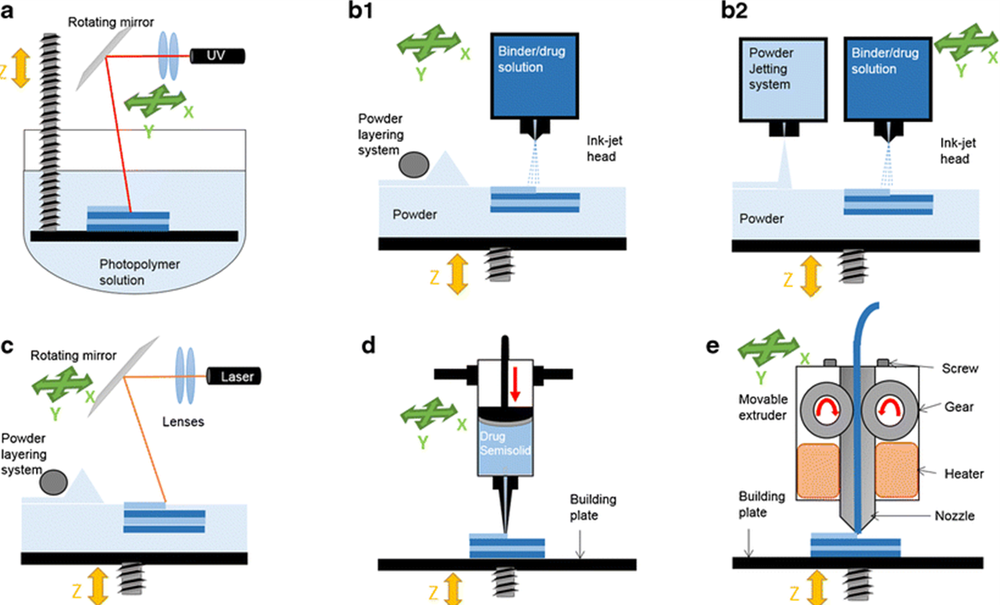 a
Rotating mirror
UV
Z
X
Y
Photopolymer
solution
b1
X
Y
Binder/drug
solution
Powder
layering
system
Ink-jet
head
Powder
Z
b2
Powder
Jetting
system
Binder/drug
solution
X
Y
Ink-jet
head
Powder
Z
c
Rotating mirror
X
Y
Laser
Lenses
Powder
layering
system
Z
d
X
Y
Drug
Semisolid
Building
plate
Z
e
X
Y
Screw
Movable
extruder
Gear
Heater
Building
plate
Nozzle
Z